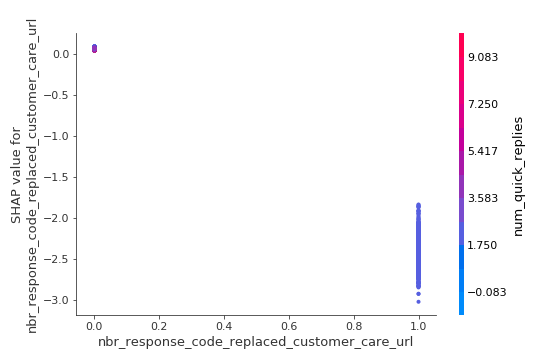 0.0
−0.5
−1.0
−1.5
−2.0
−2.5
−3.0
SHAP value for
nbr_response_code_replaced_customer_care_url
0.0 0.2 0.4 0.6 0.8 1.0
nbr_response_code_replaced_customer_care_url
9.083
7.250
5.417
3.583
1.750
−0.083
num_quick_replies